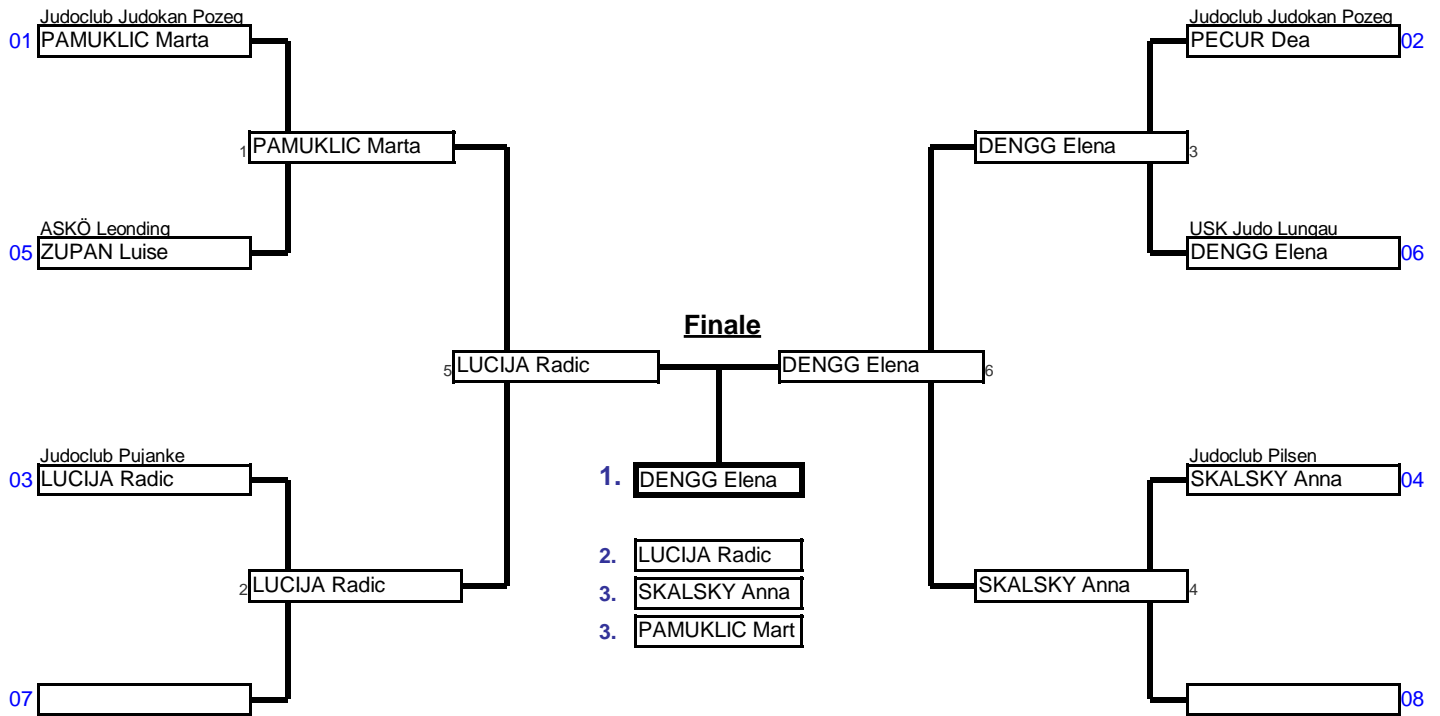 Judoclub Judokan Pozeg
01 PAMUKLIC Marta
Judoclub Judokan Pozeg
PECUR Dea 02
1 PAMUKLIC Marta
DENGG Elena 3
ASKÖ Leonding
05 ZUPAN Luise
USK Judo Lungau
DENGG Elena 06
Finale
5 LUCIJA Radic
DENGG Elena 6
Judoclub Pujanke
03 LUCIJA Radic
1. DENGG Elena
Judoclub Pilsen
SKALSKY Anna 04
2. LUCIJA Radic
3. SKALSKY Anna
3. PAMUKLIC Mart
2 LUCIJA Radic
SKALSKY Anna 4
07
08